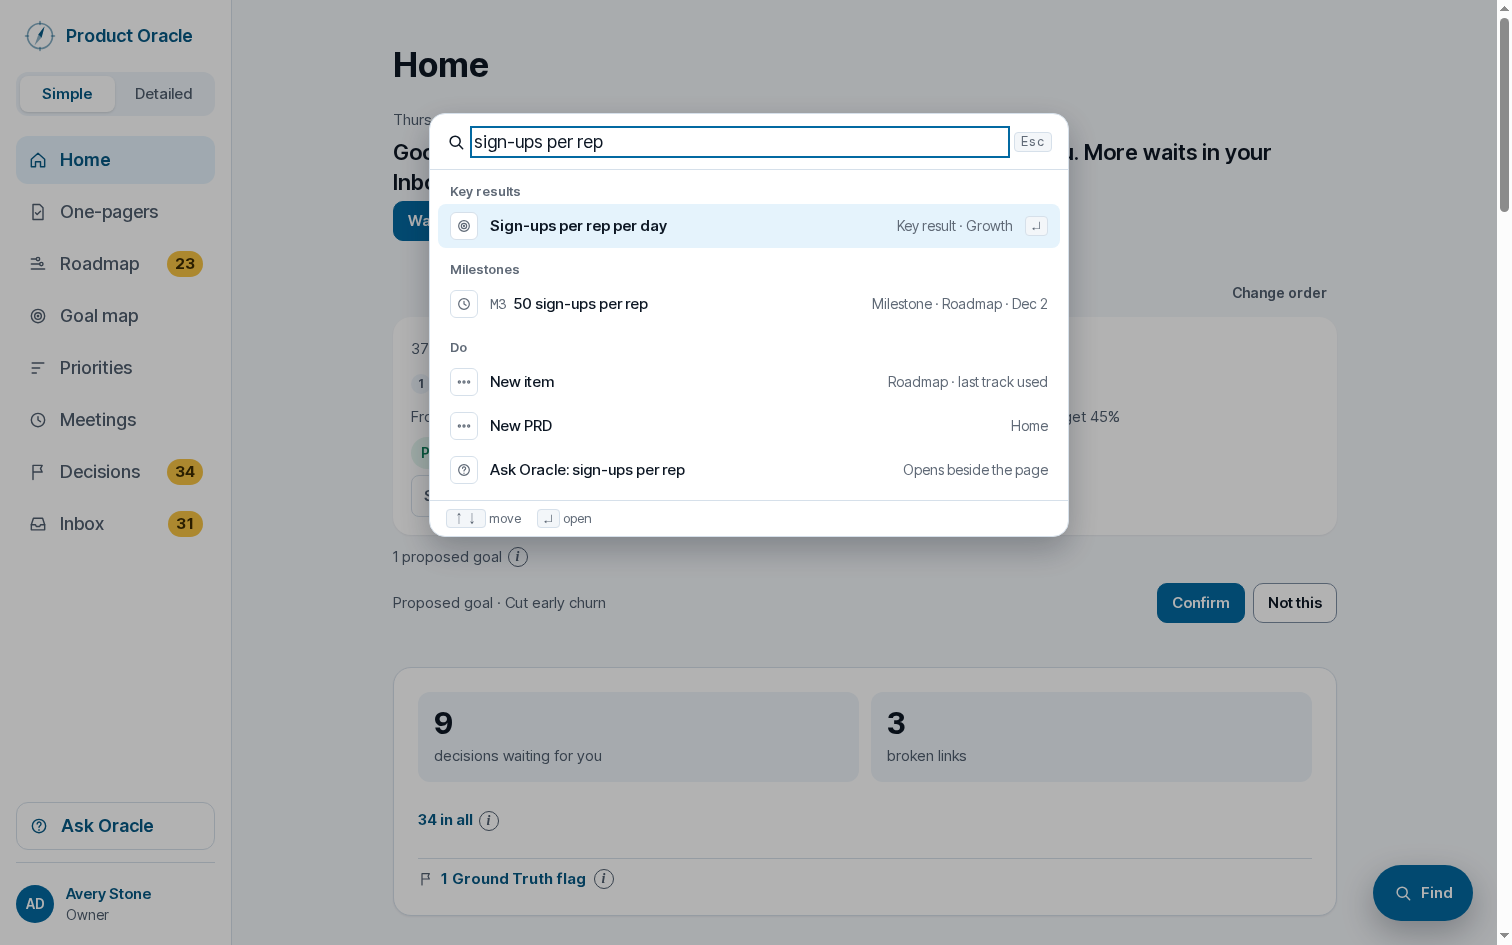 Product Oracle
Simple
Detailed
Home
One-pagers
Roadmap
23
Goal map
Priorities
Meetings
Decisions
34
Inbox
31
Ask Oracle
AD
Avery Stone
Owner
Home
Thurs
u. More waits in your
sign-ups per rep
Esc
Key results
Sign-ups per rep per day
Key result · Growth
↵
Milestones
M3 50 sign-ups per rep
Milestone · Roadmap · Dec 2
Do
New item
Roadmap · last track used
New PRD
Home
Ask Oracle: sign-ups per rep
Opens beside the page
↑ ↓ move
↵ open
Change order
37
1
get 45%
1 proposed goal i
Proposed goal · Cut early churn
Confirm
Not this
9
decisions waiting for you
3
broken links
34 in all i
1 Ground Truth flag i
Find